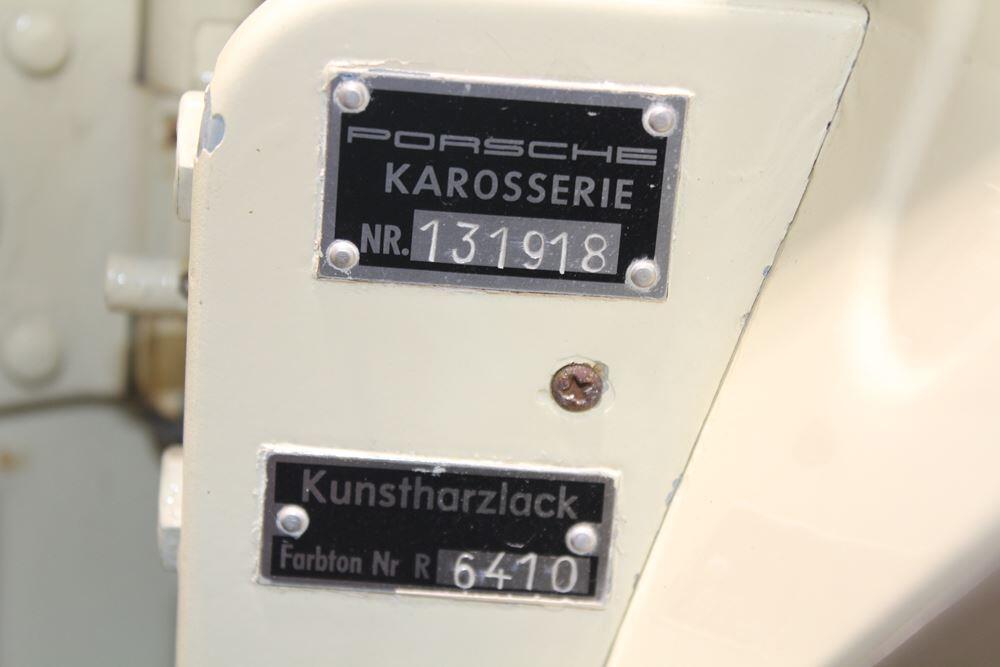 PORSCHE
KAROSSERIE
NR. 131918
Kunstharzlack
Farbton Nr R 6410